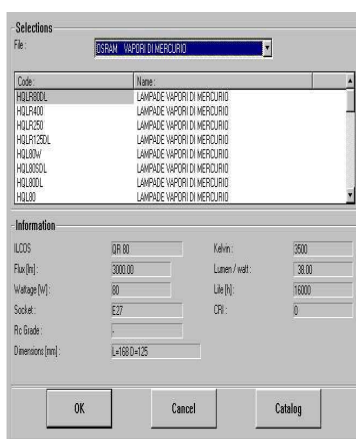 Selections
File : OSRAM VAPORI DI MERCURIO
Code : Name :
HQLR80DL LAMPADE VAPORI DI MERCURIO
HQLR400 LAMPADE VAPORI DI MERCURIO
HQLR250 LAMPADE VAPORI DI MERCURIO
HQLR125DL LAMPADE VAPORI DI MERCURIO
HQL80W LAMPADE VAPORI DI MERCURIO
HQL80SDL LAMPADE VAPORI DI MERCURIO
HQL80DL LAMPADE VAPORI DI MERCURIO
HQL80 LAMPADE VAPORI DI MERCURIO
Information
ILCOS QR 80 Kelvin : 3500
Flux [lm] : 3000.00 Lumen / watt : 38.00
Wattage [W] : 80 Life [h] : 16000
Socket : E27 CRI : 0
Rc Grade : -
Dimensions [mm] : L=168 D=125
OK Cancel Catalog